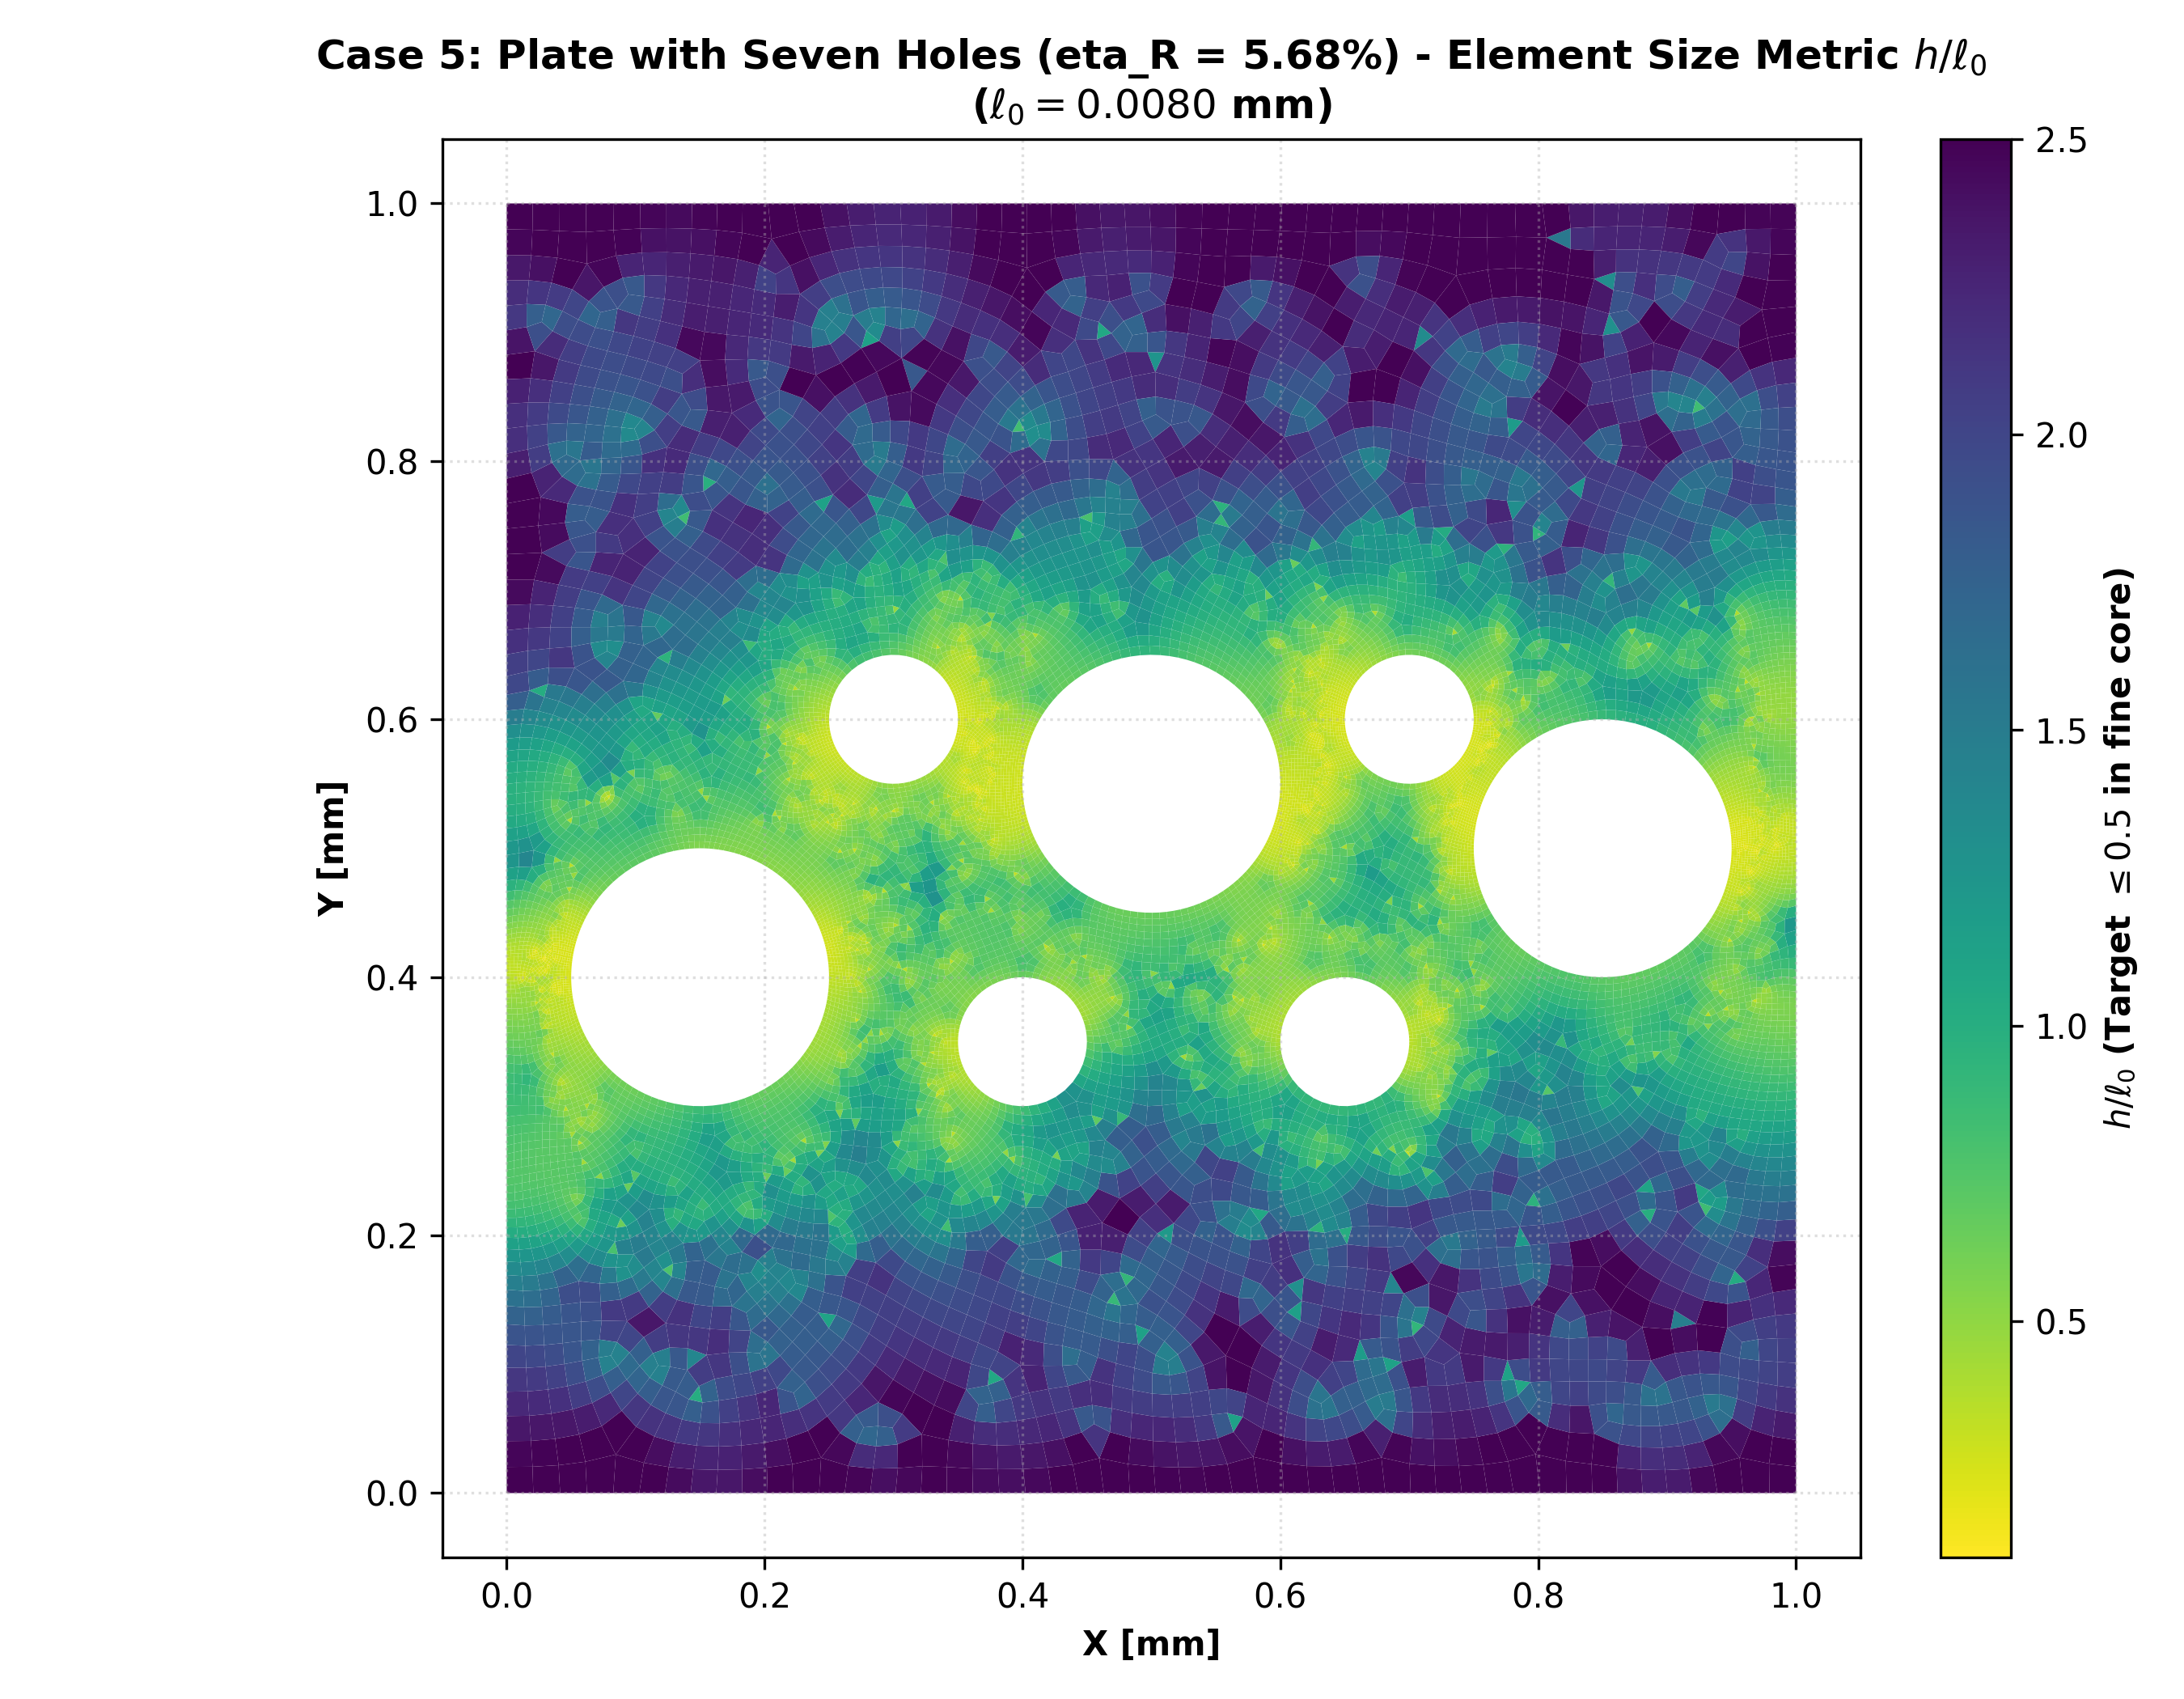 Case 5: Plate with Seven Holes (eta_R = 5.68%) - Element Size Metric h/ℓ₀
(ℓ₀ = 0.0080 mm)
1.0
0.8
0.6
0.4
0.2
0.0
Y [mm]
0.0 0.2 0.4 0.6 0.8 1.0
X [mm]
2.5
2.0
1.5
1.0
0.5
h/ℓ₀ (Target ≤ 0.5 in fine core)